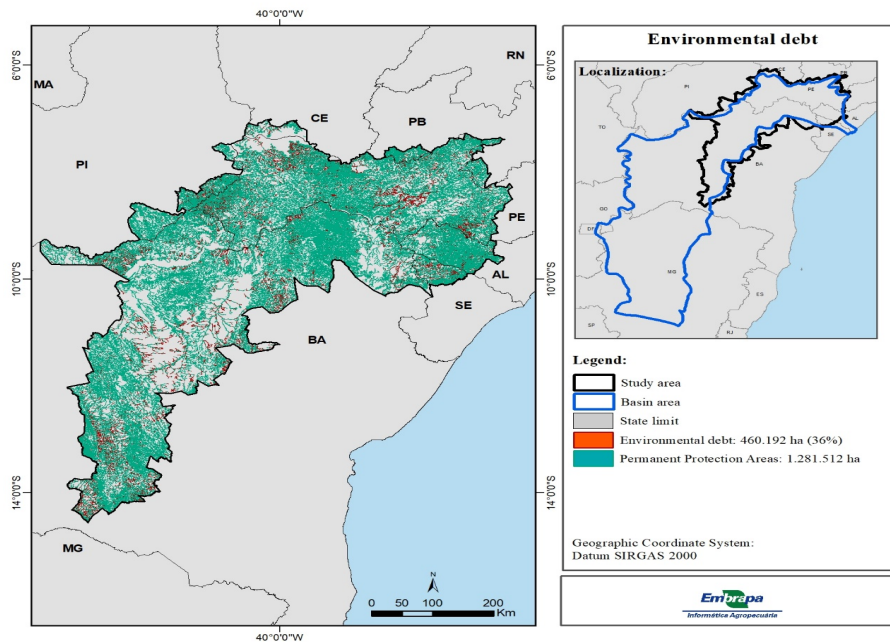 40°0'0"W
6°0'0"S
6°0'0"S
RN
MA
CE
PB
PI
PE
AL
10°0'0"S
10°0'0"S
SE
BA
14°0'0"S
14°0'0"S
MG
N
0 50 100 200
Km
40°0'0"W
Environmental debt
Localization:
CE
PB
PI
PE
AL
TO
SE
BA
GO
DF
MG
ES
SP
RJ
Legend:
Study area
Basin area
State limit
Environmental debt: 460.192 ha (36%)
Permanent Protection Areas: 1.281.512 ha
Geographic Coordinate System:
Datum SIRGAS 2000
Embrapa
Informática Agropecuária